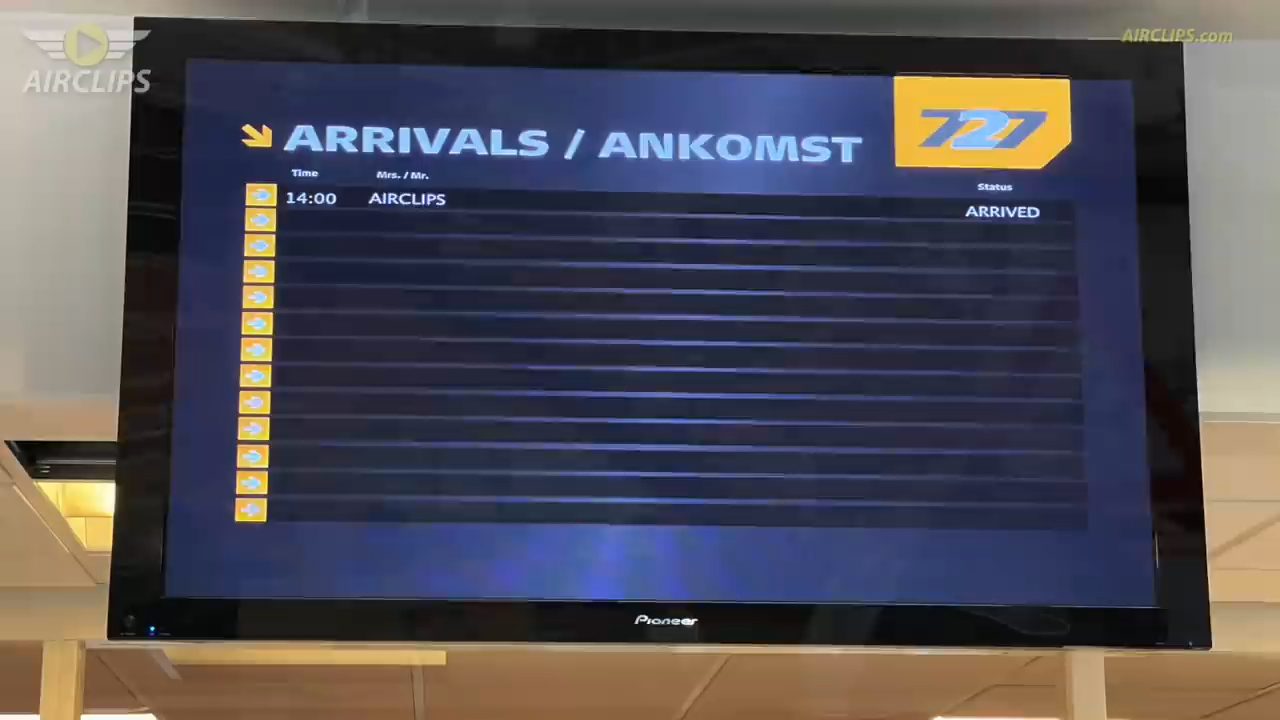 AIRCLIPS
AIRCLIPS.com
ARRIVALS / ANKOMST
727
Time Mrs. / Mr. Status
14:00 AIRCLIPS ARRIVED
Pioneer